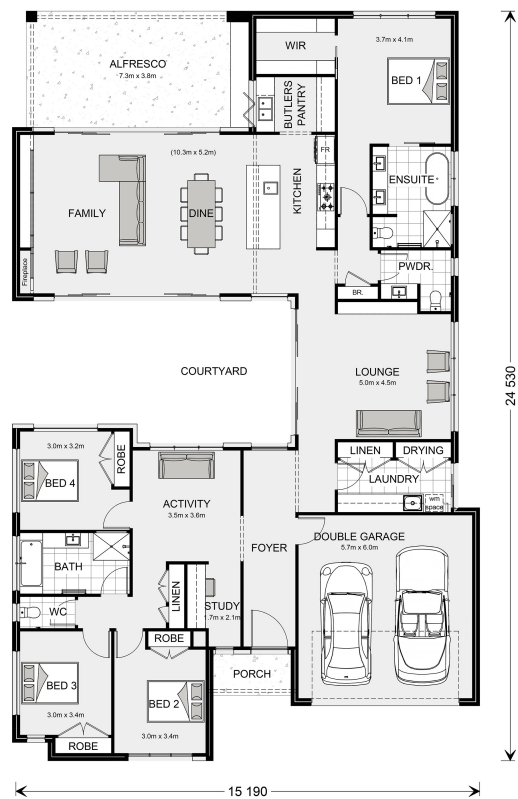 ALFRESCO
7.3m x 3.8m
WIR
3.7m x 4.1m
BED 1
BUTLERS
PANTRY
(10.3m x 5.2m)
FR
KITCHEN
ENSUITE
FAMILY
DINE
Fireplace
PWDR.
BR.
COURTYARD
LOUNGE
5.0m x 4.5m
24 530
3.0m x 3.2m
ROBE
BED 4
LINEN
DRYING
LAUNDRY
wm
space
ACTIVITY
3.5m x 3.6m
FOYER
DOUBLE GARAGE
5.7m x 6.0m
BATH
LINEN
STUDY
1.7m x 2.1m
WC
ROBE
PORCH
BED 3
3.0m x 3.4m
BED 2
3.0m x 3.4m
ROBE
15 190